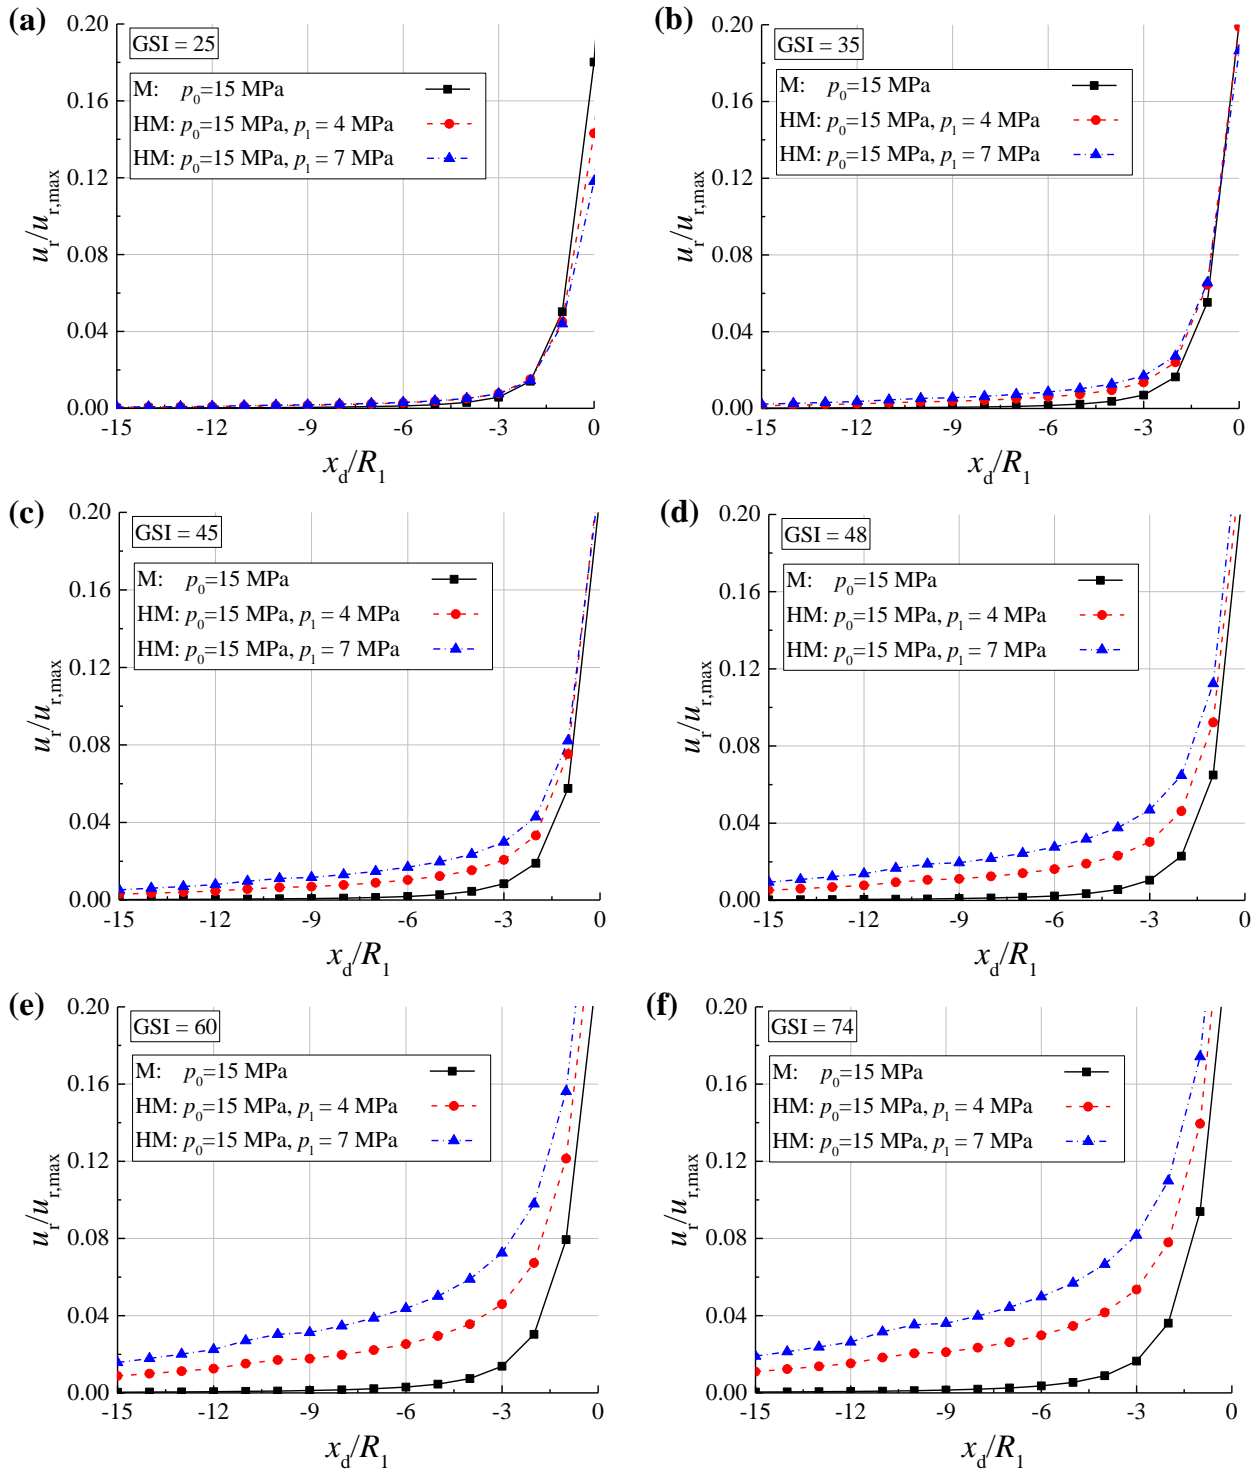 (a)
GSI = 25
M: p₀=15 MPa
HM: p₀=15 MPa, p₁ = 4 MPa
HM: p₀=15 MPa, p₁ = 7 MPa
0.20
0.16
0.12
0.08
0.04
0.00
uᵣ/uᵣ,max
-15 -12 -9 -6 -3 0
x_d/R₁
(b)
GSI = 35
M: p₀=15 MPa
HM: p₀=15 MPa, p₁ = 4 MPa
HM: p₀=15 MPa, p₁ = 7 MPa
0.20
0.16
0.12
0.08
0.04
0.00
uᵣ/uᵣ,max
-15 -12 -9 -6 -3 0
x_d/R₁
(c)
GSI = 45
M: p₀=15 MPa
HM: p₀=15 MPa, p₁ = 4 MPa
HM: p₀=15 MPa, p₁ = 7 MPa
0.20
0.16
0.12
0.08
0.04
0.00
uᵣ/uᵣ,max
-15 -12 -9 -6 -3 0
x_d/R₁
(d)
GSI = 48
M: p₀=15 MPa
HM: p₀=15 MPa, p₁ = 4 MPa
HM: p₀=15 MPa, p₁ = 7 MPa
0.20
0.16
0.12
0.08
0.04
0.00
uᵣ/uᵣ,max
-15 -12 -9 -6 -3 0
x_d/R₁
(e)
GSI = 60
M: p₀=15 MPa
HM: p₀=15 MPa, p₁ = 4 MPa
HM: p₀=15 MPa, p₁ = 7 MPa
0.20
0.16
0.12
0.08
0.04
0.00
uᵣ/uᵣ,max
-15 -12 -9 -6 -3 0
x_d/R₁
(f)
GSI = 74
M: p₀=15 MPa
HM: p₀=15 MPa, p₁ = 4 MPa
HM: p₀=15 MPa, p₁ = 7 MPa
0.20
0.16
0.12
0.08
0.04
0.00
uᵣ/uᵣ,max
-15 -12 -9 -6 -3 0
x_d/R₁